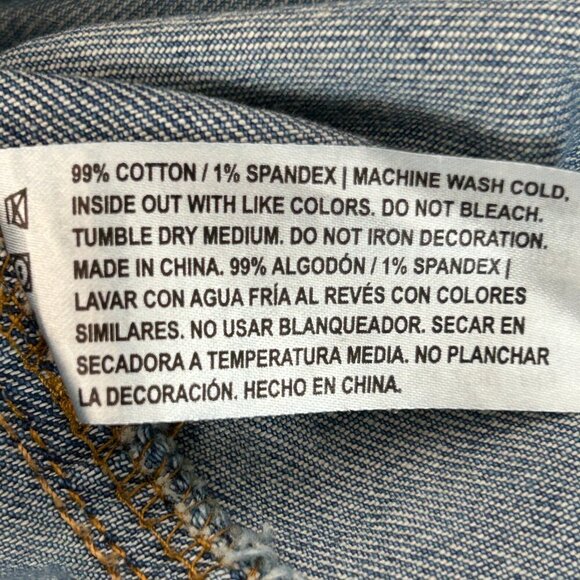 99% COTTON / 1% SPANDEX | MACHINE WASH COLD,
INSIDE OUT WITH LIKE COLORS. DO NOT BLEACH.
TUMBLE DRY MEDIUM. DO NOT IRON DECORATION.
MADE IN CHINA. 99% ALGODÓN / 1% SPANDEX |
LAVAR CON AGUA FRÍA AL REVÉS CON COLORES
SIMILARES. NO USAR BLANQUEADOR. SECAR EN
SECADORA A TEMPERATURA MEDIA. NO PLANCHAR
LA DECORACIÓN. HECHO EN CHINA.